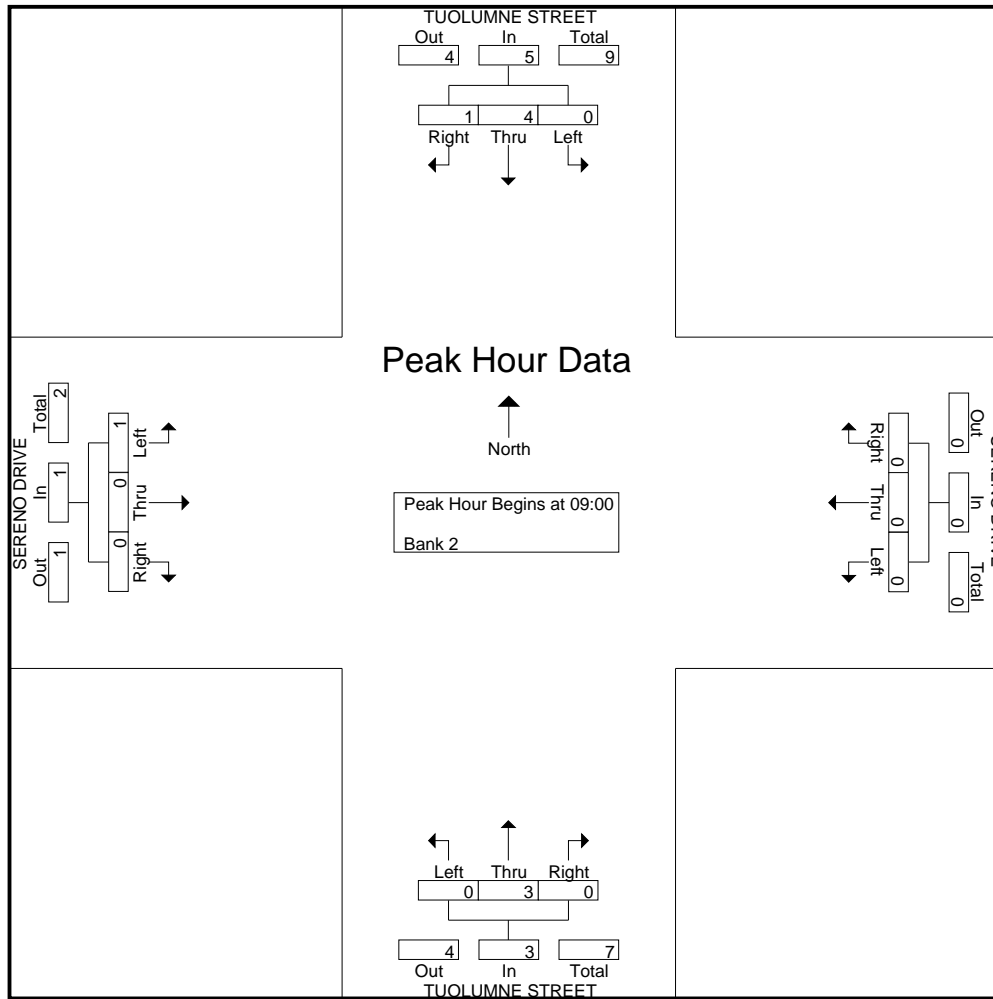 TUOLUMNE STREET
Out In Total
4 5 9
1 4 0
Right Thru Left
Peak Hour Data
North
Peak Hour Begins at 09:00
Bank 2
SERENO DRIVE
Total In Out
2 1 1
1 0 0
Left Thru Right
Right Thru Left
0 0 0
Out In Total
0 0 0
Left Thru Right
0 3 0
4 3 7
Out In Total
TUOLUMNE STREET